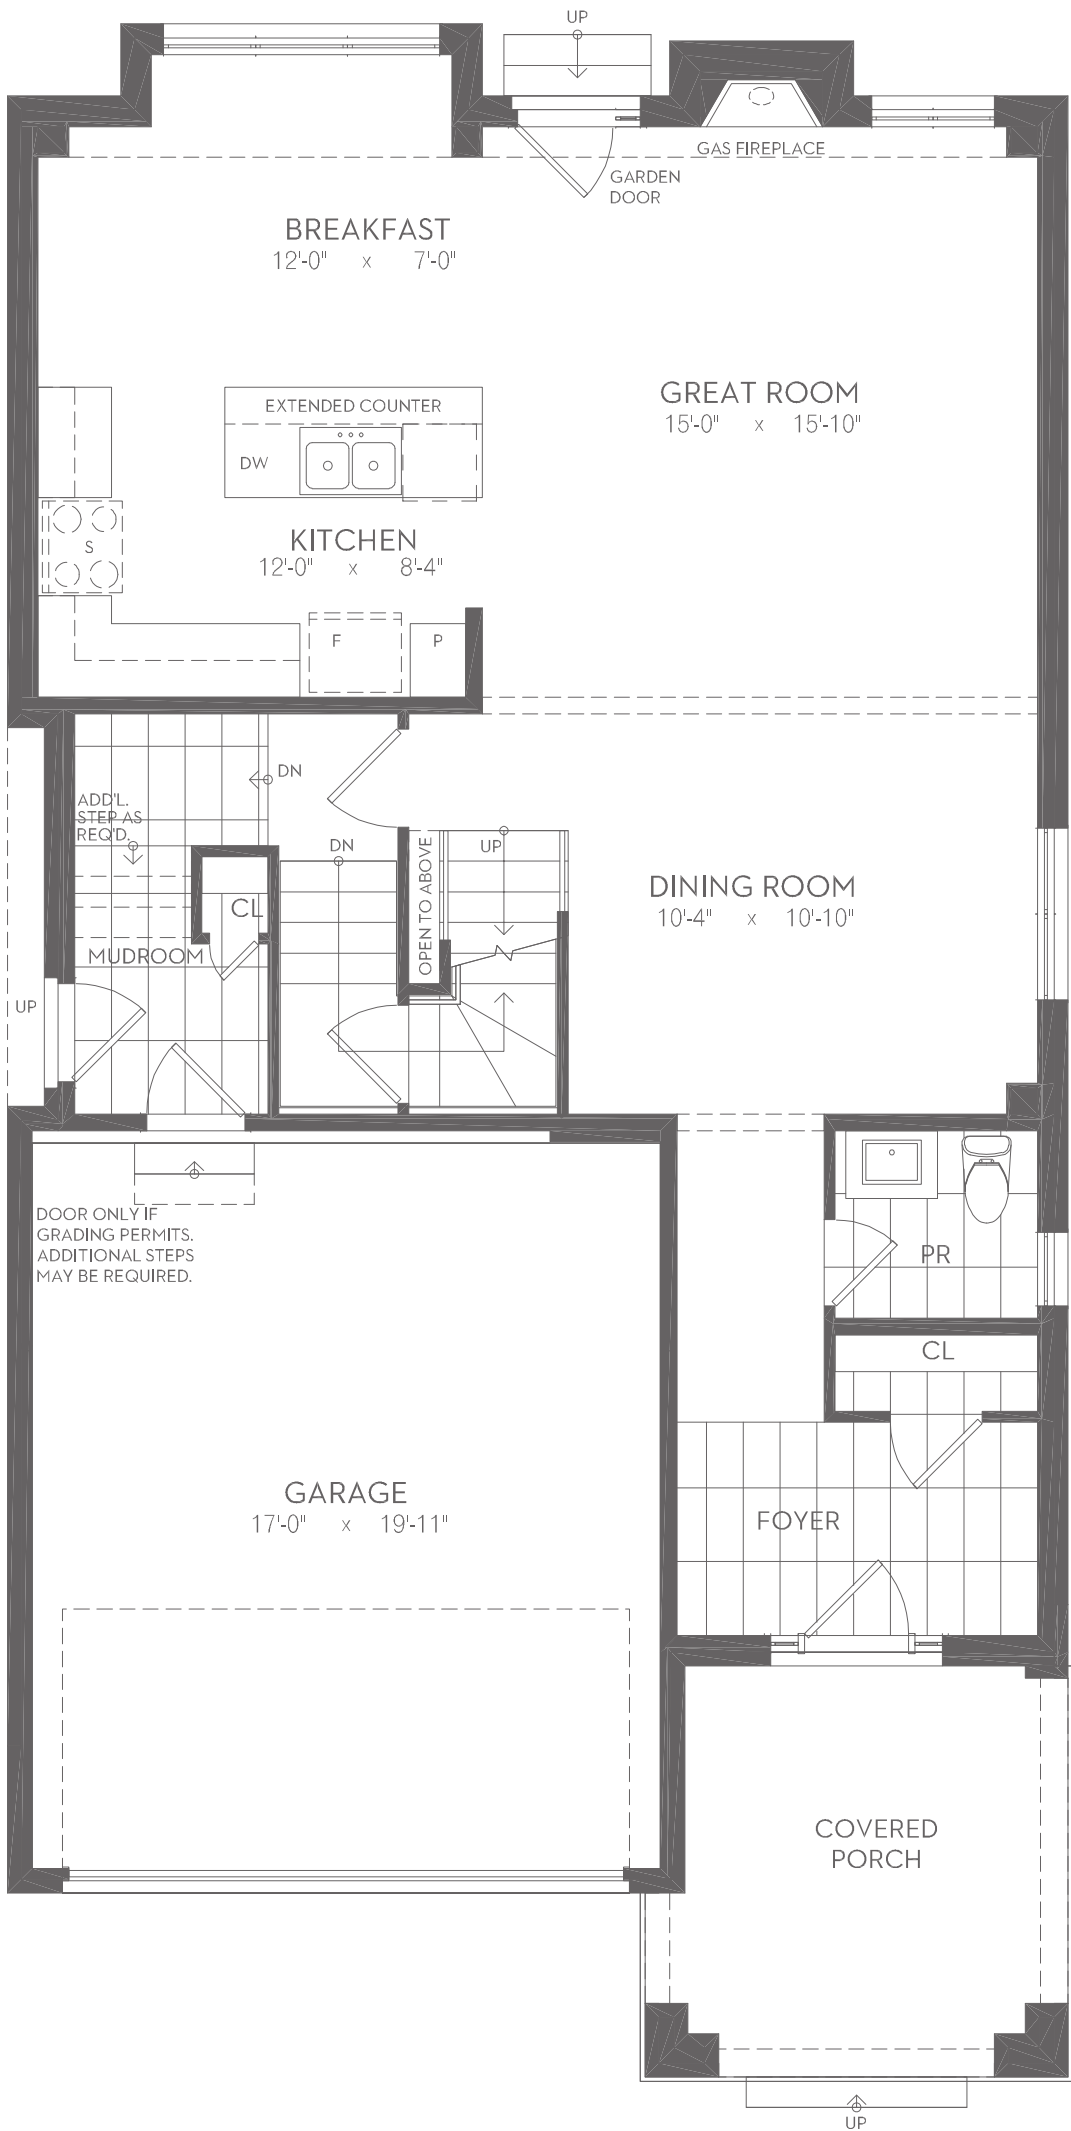 UP
GAS FIREPLACE
GARDEN
DOOR
BREAKFAST
12'-0" x 7'-0"
GREAT ROOM
15'-0" x 15'-10"
EXTENDED COUNTER
DW
KITCHEN
12'-0" x 8'-4"
S
F
P
DN
ADD'L.
STEP AS
REQ'D.
DN
UP
OPEN TO ABOVE
DINING ROOM
10'-4" x 10'-10"
CL
MUDROOM
UP
DOOR ONLY IF
GRADING PERMITS.
ADDITIONAL STEPS
MAY BE REQUIRED.
PR
CL
GARAGE
17'-0" x 19'-11"
FOYER
COVERED
PORCH
UP